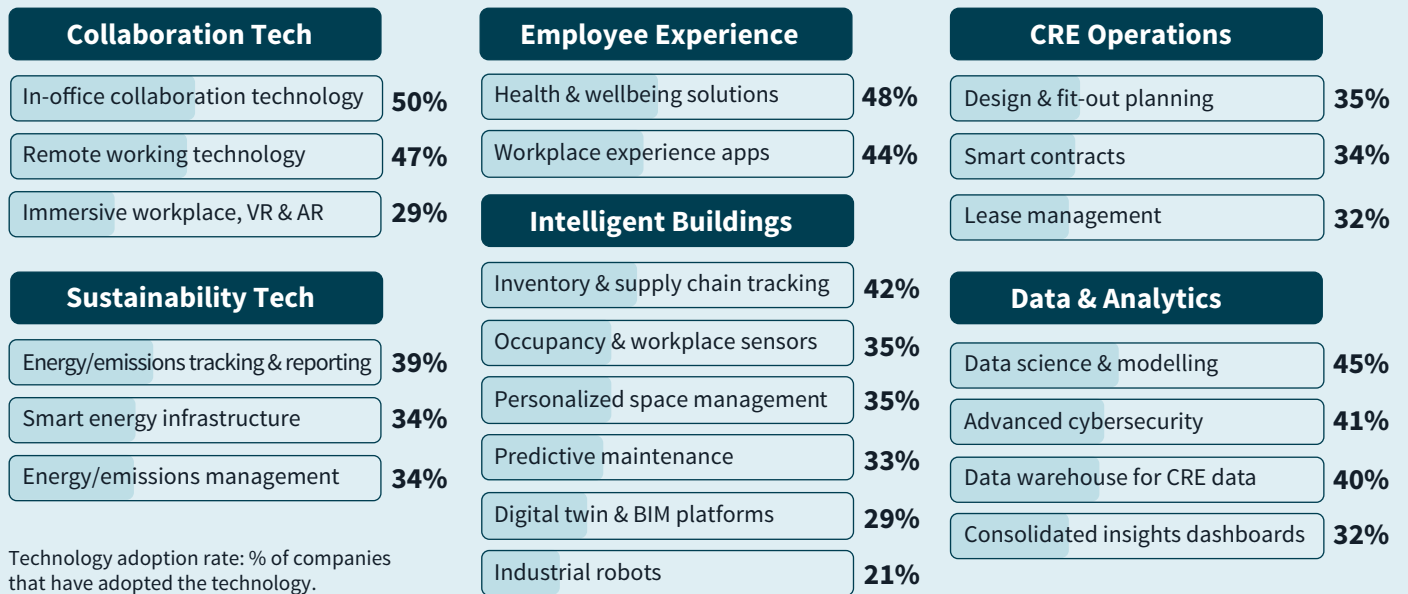 Collaboration Tech
In-office collaboration technology 50%
Remote working technology 47%
Immersive workplace, VR & AR 29%
Sustainability Tech
Energy/emissions tracking & reporting 39%
Smart energy infrastructure 34%
Energy/emissions management 34%
Technology adoption rate: % of companies
that have adopted the technology.
Employee Experience
Health & wellbeing solutions 48%
Workplace experience apps 44%
Intelligent Buildings
Inventory & supply chain tracking 42%
Occupancy & workplace sensors 35%
Personalized space management 35%
Predictive maintenance 33%
Digital twin & BIM platforms 29%
Industrial robots 21%
CRE Operations
Design & fit-out planning 35%
Smart contracts 34%
Lease management 32%
Data & Analytics
Data science & modelling 45%
Advanced cybersecurity 41%
Data warehouse for CRE data 40%
Consolidated insights dashboards 32%